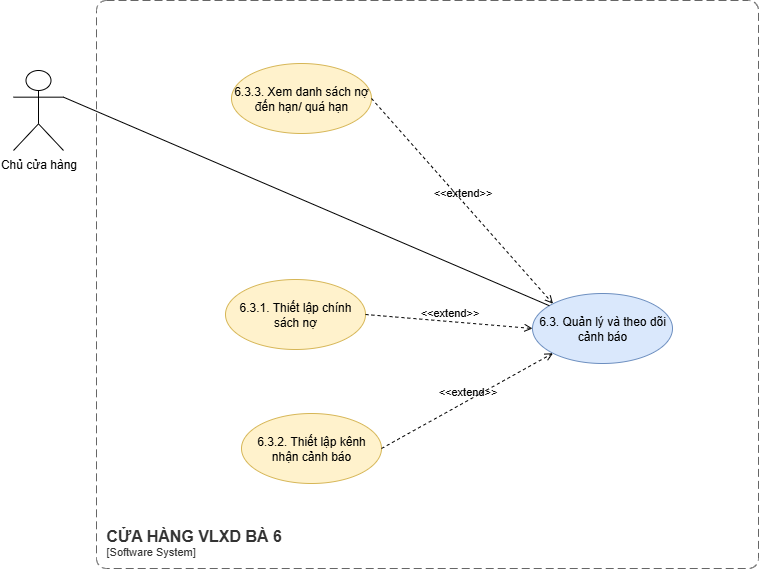 6.3.3. Xem danh sách nợ
đến hạn/ quá hạn
Chủ cửa hàng
<<extend>>
6.3.1. Thiết lập chính
sách nợ
<<extend>>
6.3. Quản lý và theo dõi
cảnh báo
<<extend>>
6.3.2. Thiết lập kênh
nhận cảnh báo
CỬA HÀNG VLXD BÀ 6
[Software System]